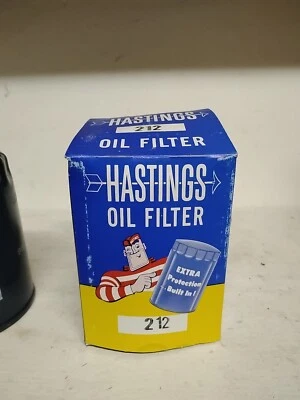 HASTINGS
212
OIL FILTER
HASTINGS
OIL FILTER
EXTRA
Protection
Built In!
212